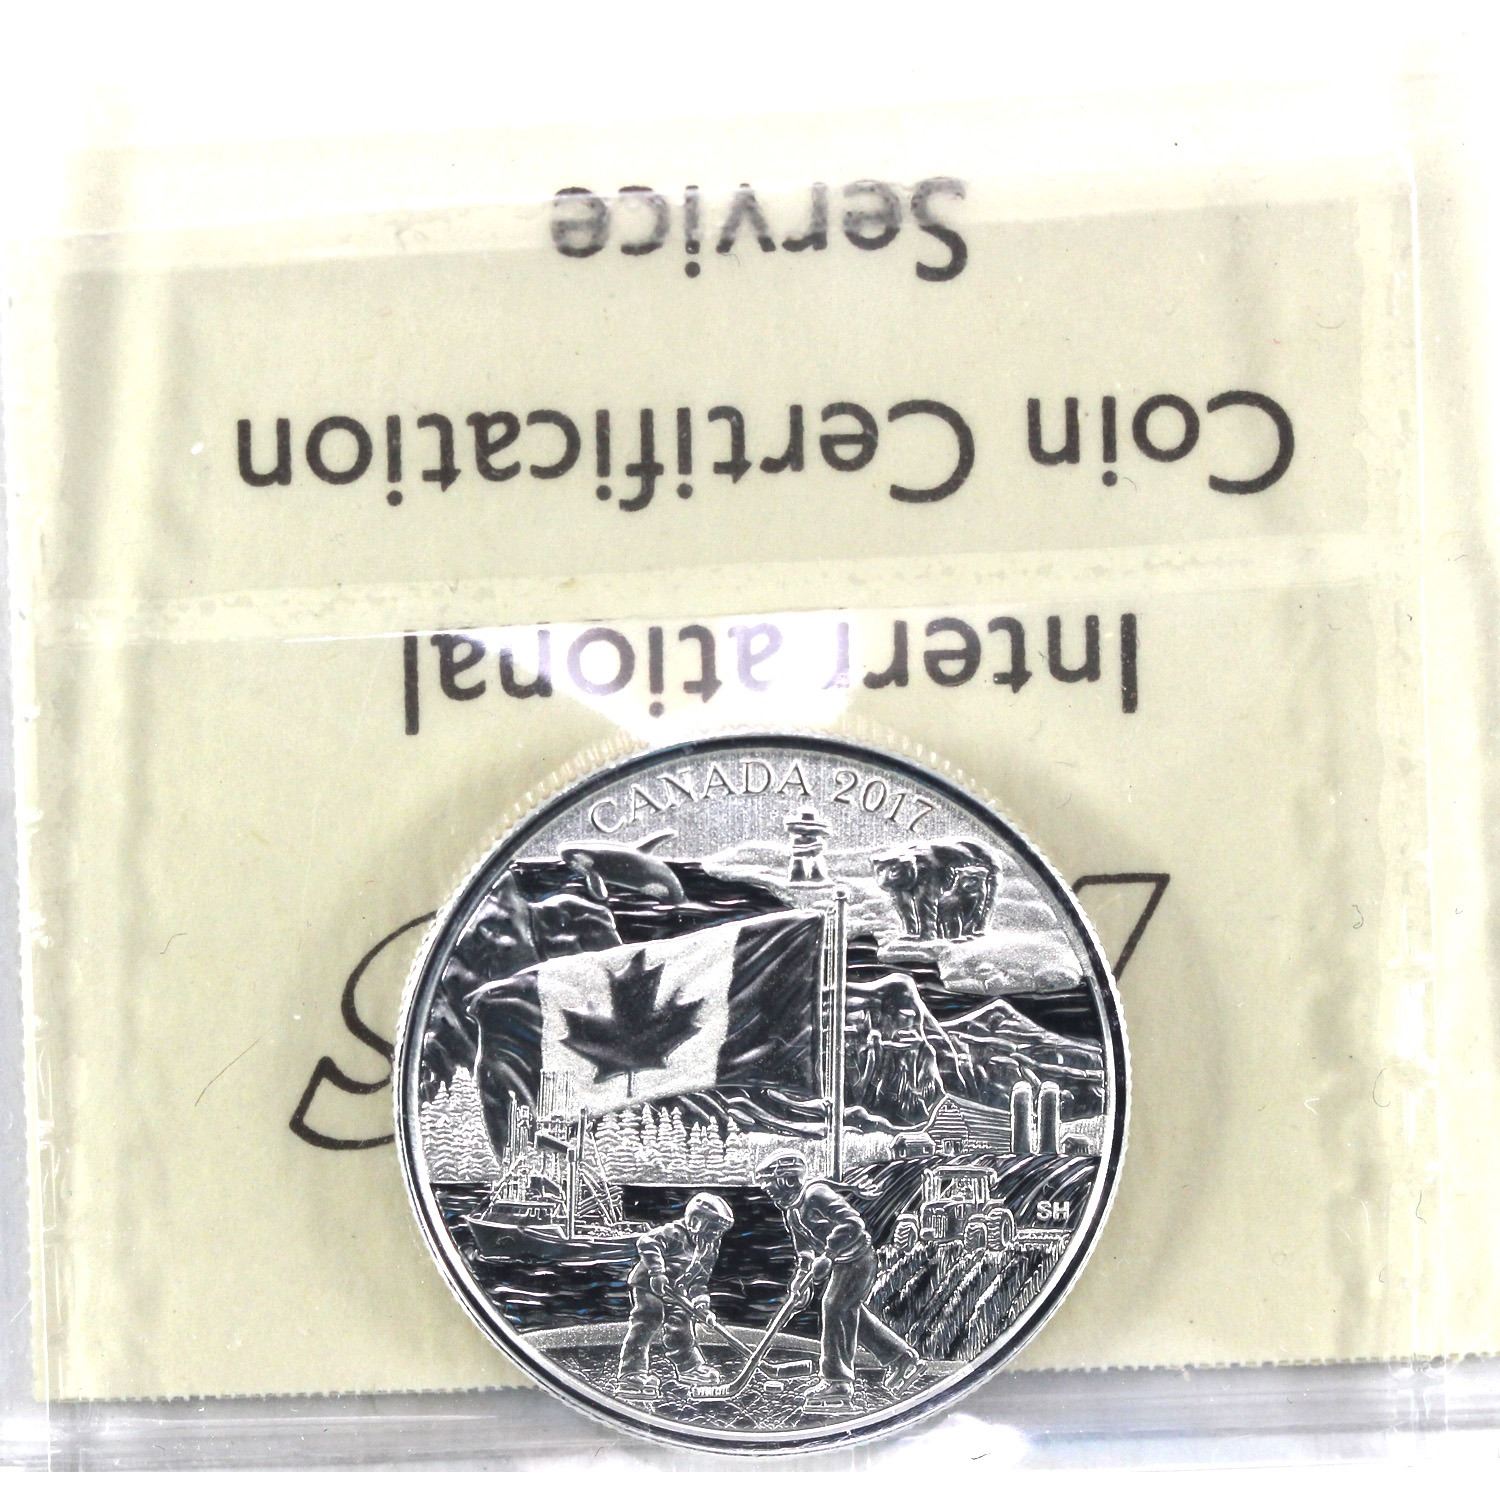 International
Coin Certification
Service
CANADA 2017
SH